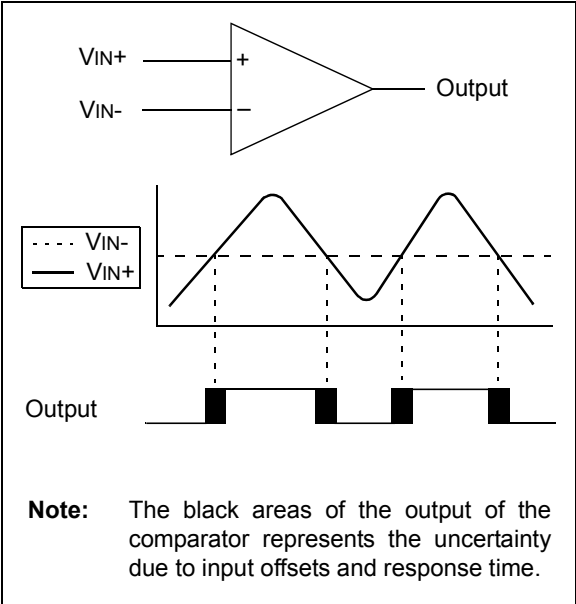 VIN+
+
Output
VIN-
−
VIN-
VIN+
Output
Note: The black areas of the output of the
comparator represents the uncertainty
due to input offsets and response time.